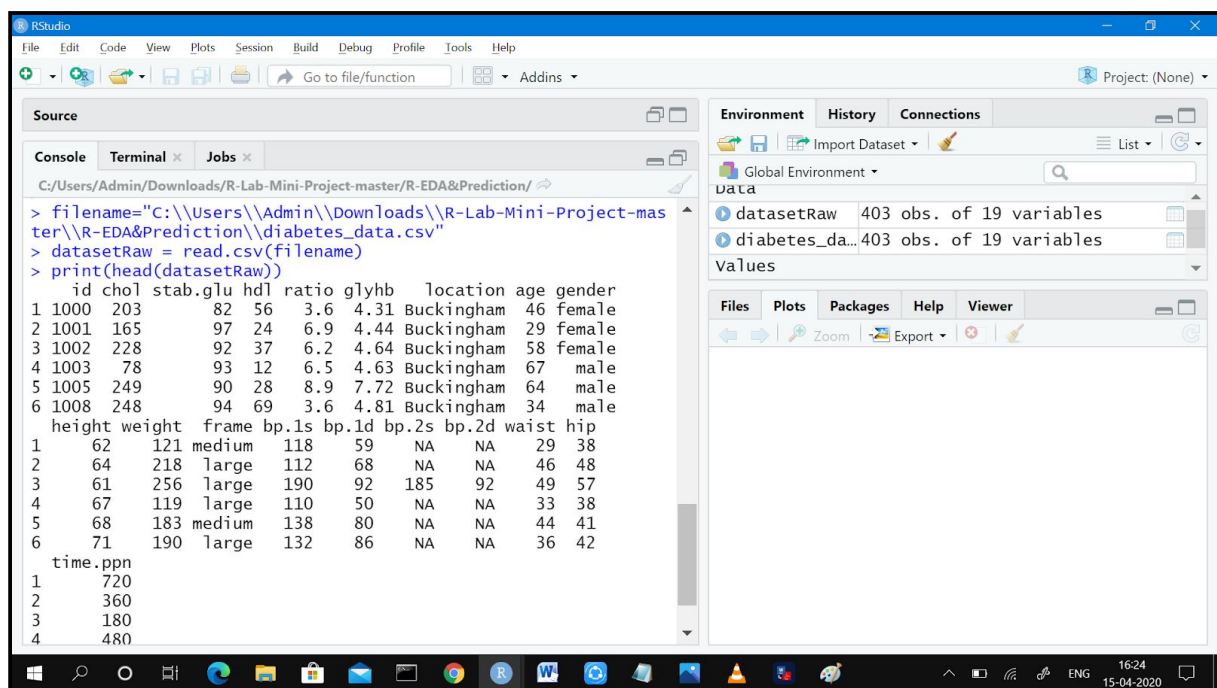 RStudio
File Edit Code View Plots Session Build Debug Profile Tools Help
Go to file/function Addins Project: (None)
Source
Console Terminal Jobs
C:/Users/Admin/Downloads/R-Lab-Mini-Project-master/R-EDA&Prediction/
> filename="C:\\Users\\Admin\\Downloads\\R-Lab-Mini-Project-mas
ter\\R-EDA&Prediction\\diabetes_data.csv"
> datasetRaw = read.csv(filename)
> print(head(datasetRaw))
id chol stab.glu hdl ratio glyhb location age gender
1 1000 203 82 56 3.6 4.31 Buckingham 46 female
2 1001 165 97 24 6.9 4.44 Buckingham 29 female
3 1002 228 92 37 6.2 4.64 Buckingham 58 female
4 1003 78 93 12 6.5 4.63 Buckingham 67 male
5 1005 249 90 28 8.9 7.72 Buckingham 64 male
6 1008 248 94 69 3.6 4.81 Buckingham 34 male
height weight frame bp.1s bp.1d bp.2s bp.2d waist hip
1 62 121 medium 118 59 NA NA 29 38
2 64 218 large 112 68 NA NA 46 48
3 61 256 large 190 92 185 92 49 57
4 67 119 large 110 50 NA NA 33 38
5 68 183 medium 138 80 NA NA 44 41
6 71 190 large 132 86 NA NA 36 42
time.ppn
1 720
2 360
3 180
4 480
Environment History Connections
Import Dataset List
Global Environment
Data
datasetRaw 403 obs. of 19 variables
diabetes_da… 403 obs. of 19 variables
Values
Files Plots Packages Help Viewer
Zoom Export
ENG 16:24
15-04-2020